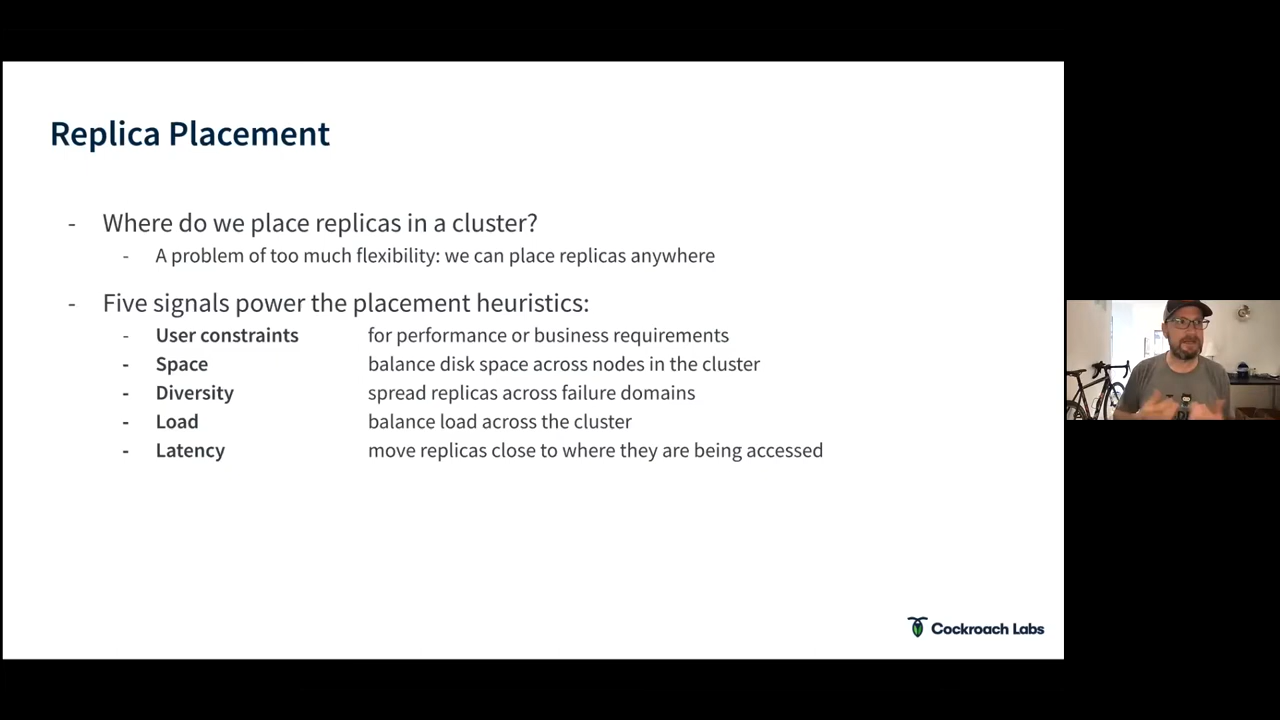 Replica Placement
- Where do we place replicas in a cluster?
- A problem of too much flexibility: we can place replicas anywhere
- Five signals power the placement heuristics:
- User constraints for performance or business requirements
- Space balance disk space across nodes in the cluster
- Diversity spread replicas across failure domains
- Load balance load across the cluster
- Latency move replicas close to where they are being accessed
Cockroach Labs